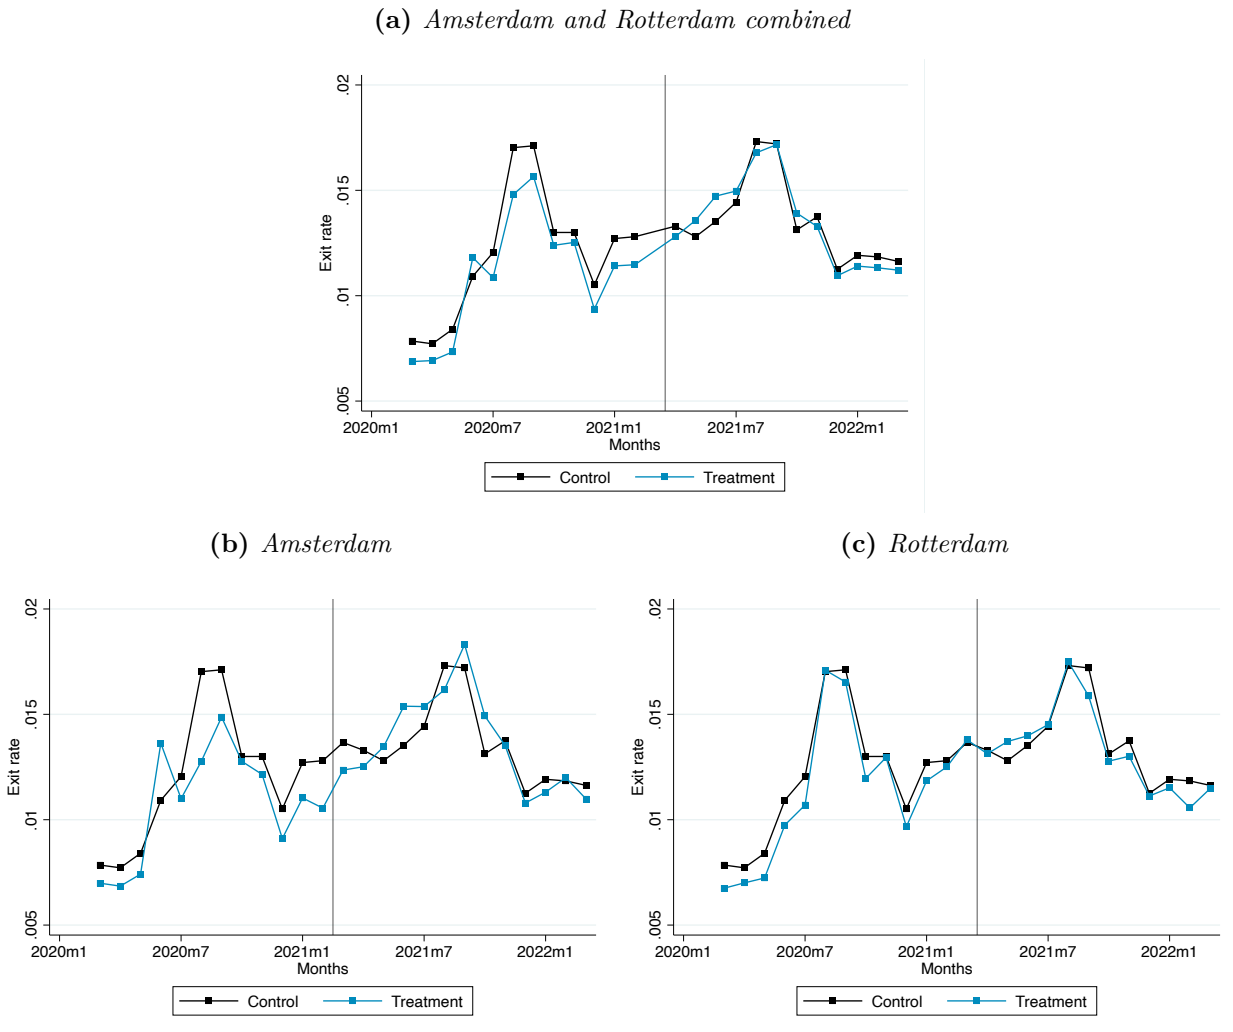 (a) Amsterdam and Rotterdam combined
.02
.015
.01
.005
Exit rate
2020m1 2020m7 2021m1 2021m7 2022m1
Months
Control Treatment
(b) Amsterdam
.02
.015
.01
.005
Exit rate
2020m1 2020m7 2021m1 2021m7 2022m1
Months
Control Treatment
(c) Rotterdam
.02
.015
.01
.005
Exit rate
2020m1 2020m7 2021m1 2021m7 2022m1
Months
Control Treatment